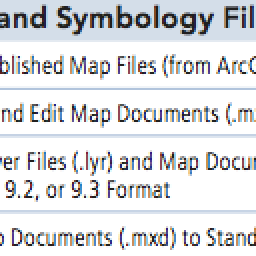 and Symbology Fil
blished Map Files (from ArcG
nd Edit Map Documents (.mx
er Files (.lyr) and Map Docu
9.2, or 9.3 Format
Documents (.mxd) to Stand